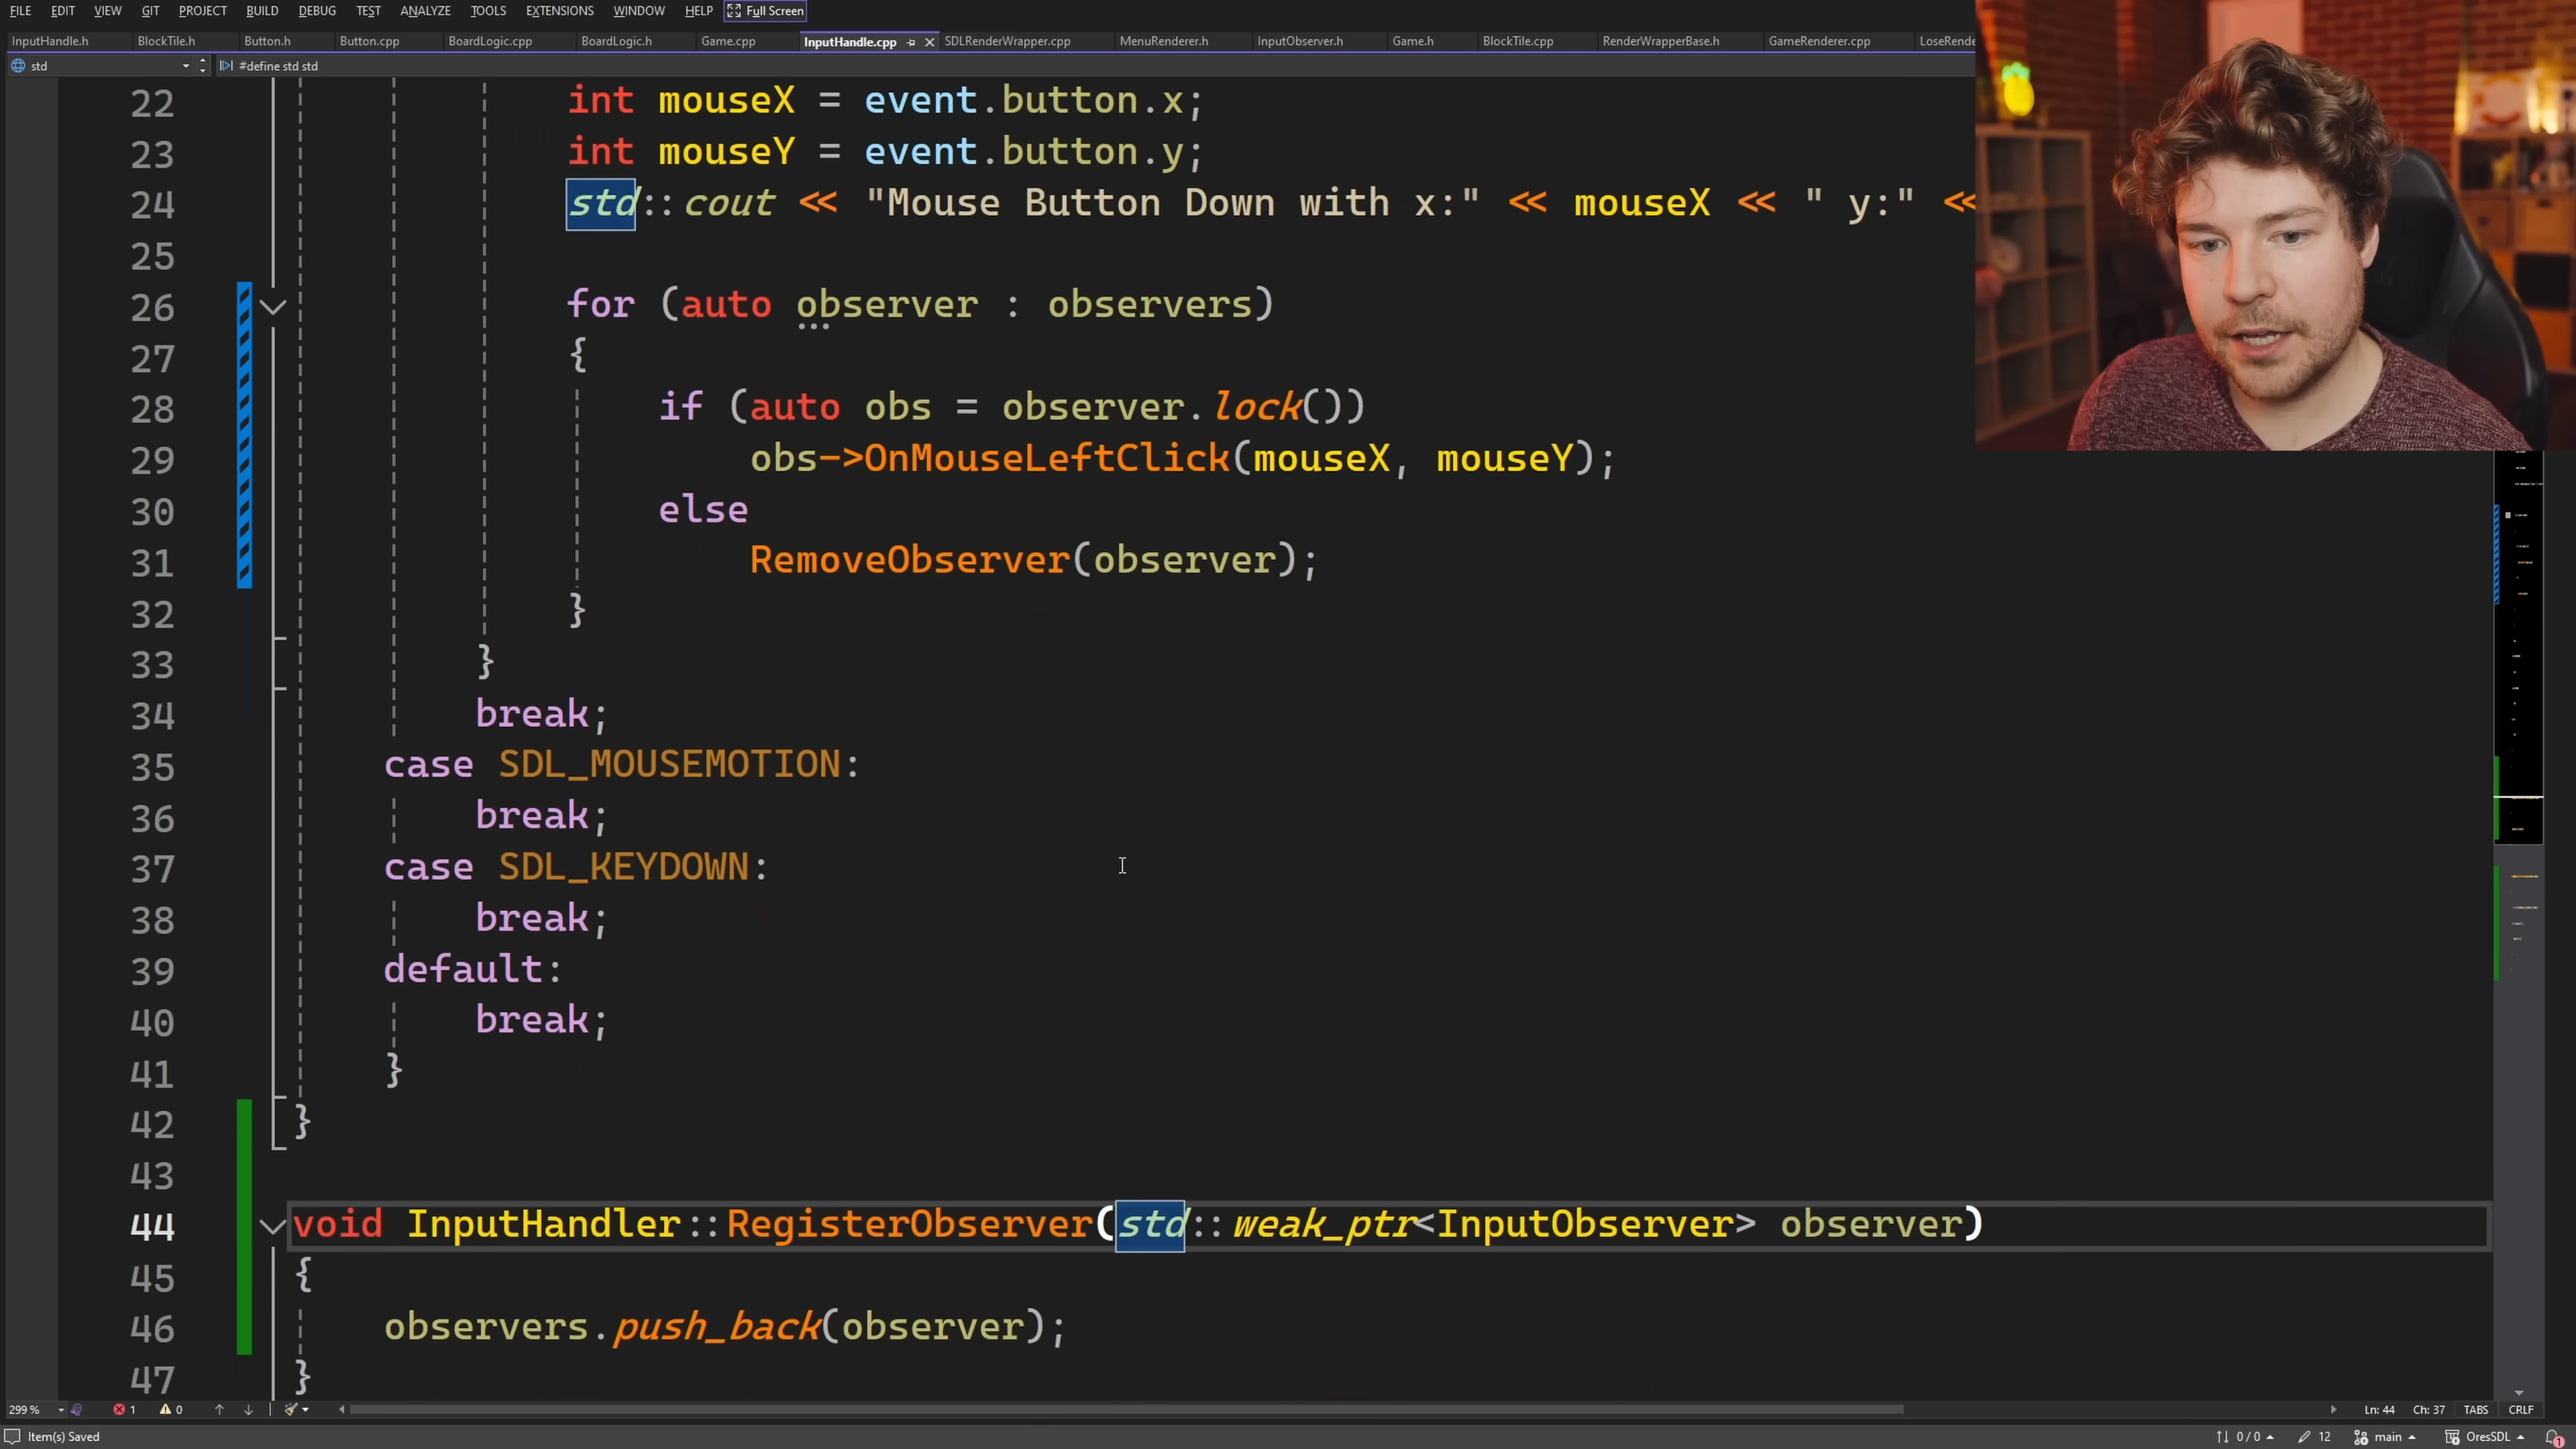 FILE EDIT VIEW GIT PROJECT BUILD DEBUG TEST ANALYZE TOOLS EXTENSIONS WINDOW HELP Full Screen
InputHandle.h BlockTile.h Button.h Button.cpp BoardLogic.cpp BoardLogic.h Game.cpp InputHandle.cpp SDLRenderWrapper.cpp MenuRenderer.h InputObserver.h Game.h BlockTile.cpp RenderWrapperBase.h GameRenderer.cpp LoseRende
std #define std std
22 int mouseX = event.button.x;
23 int mouseY = event.button.y;
24 std::cout << "Mouse Button Down with x:" << mouseX << " y:" <<
25
26 for (auto observer : observers)
27 {
28 if (auto obs = observer.lock())
29 obs->OnMouseLeftClick(mouseX, mouseY);
30 else
31 RemoveObserver(observer);
32 }
33 }
34 break;
35 case SDL_MOUSEMOTION:
36 break;
37 case SDL_KEYDOWN:
38 break;
39 default:
40 break;
41 }
42 }
43
44 void InputHandler::RegisterObserver(std::weak_ptr<InputObserver> observer)
45 {
46 observers.push_back(observer);
47 }
299 % 1 0 Ln: 44 Ch: 37 TABS CRLF
Item(s) Saved 0 / 0 12 main OresSDL 1